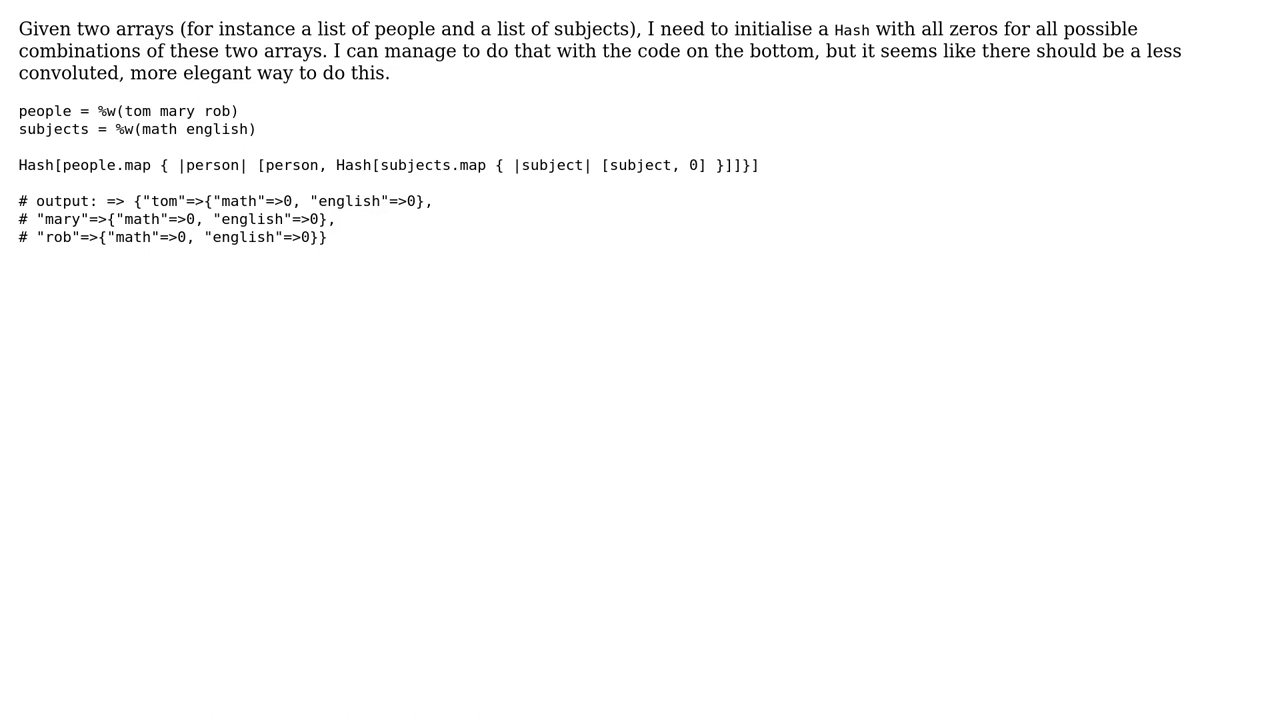 Given two arrays (for instance a list of people and a list of subjects), I need to initialise a Hash with all zeros for all possible
combinations of these two arrays. I can manage to do that with the code on the bottom, but it seems like there should be a less
convoluted, more elegant way to do this.
people = %w(tom mary rob)
subjects = %w(math english)
Hash[people.map { |person| [person, Hash[subjects.map { |subject| [subject, 0] }]]}]
# output: => {"tom"=>{"math"=>0, "english"=>0},
# "mary"=>{"math"=>0, "english"=>0},
# "rob"=>{"math"=>0, "english"=>0}}